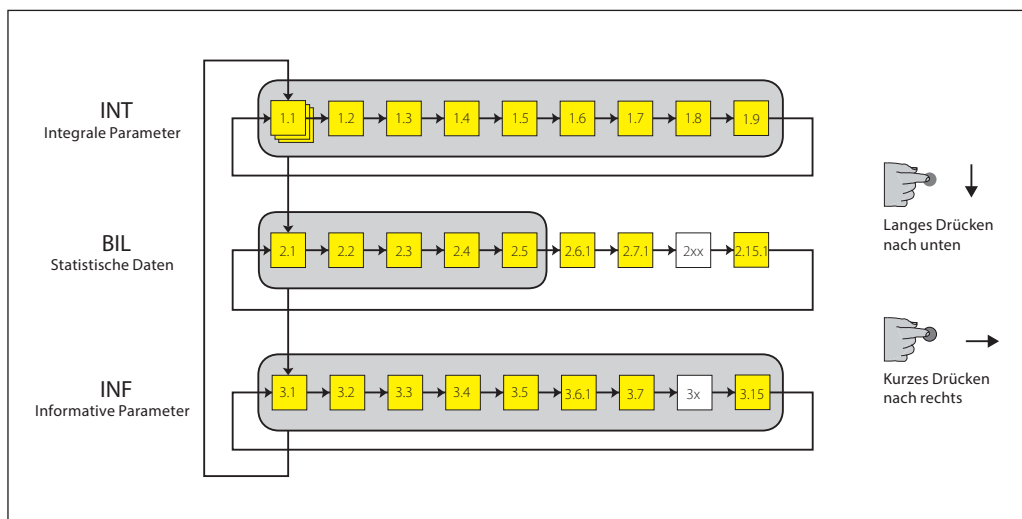 INT
Integrale Parameter
1.1 1.2 1.3 1.4 1.5 1.6 1.7 1.8 1.9
BIL
Statistische Daten
2.1 2.2 2.3 2.4 2.5 2.6.1 2.7.1 2xx 2.15.1
INF
Informative Parameter
3.1 3.2 3.3 3.4 3.5 3.6.1 3.7 3x 3.15
Langes Drücken
nach unten
Kurzes Drücken
nach rechts